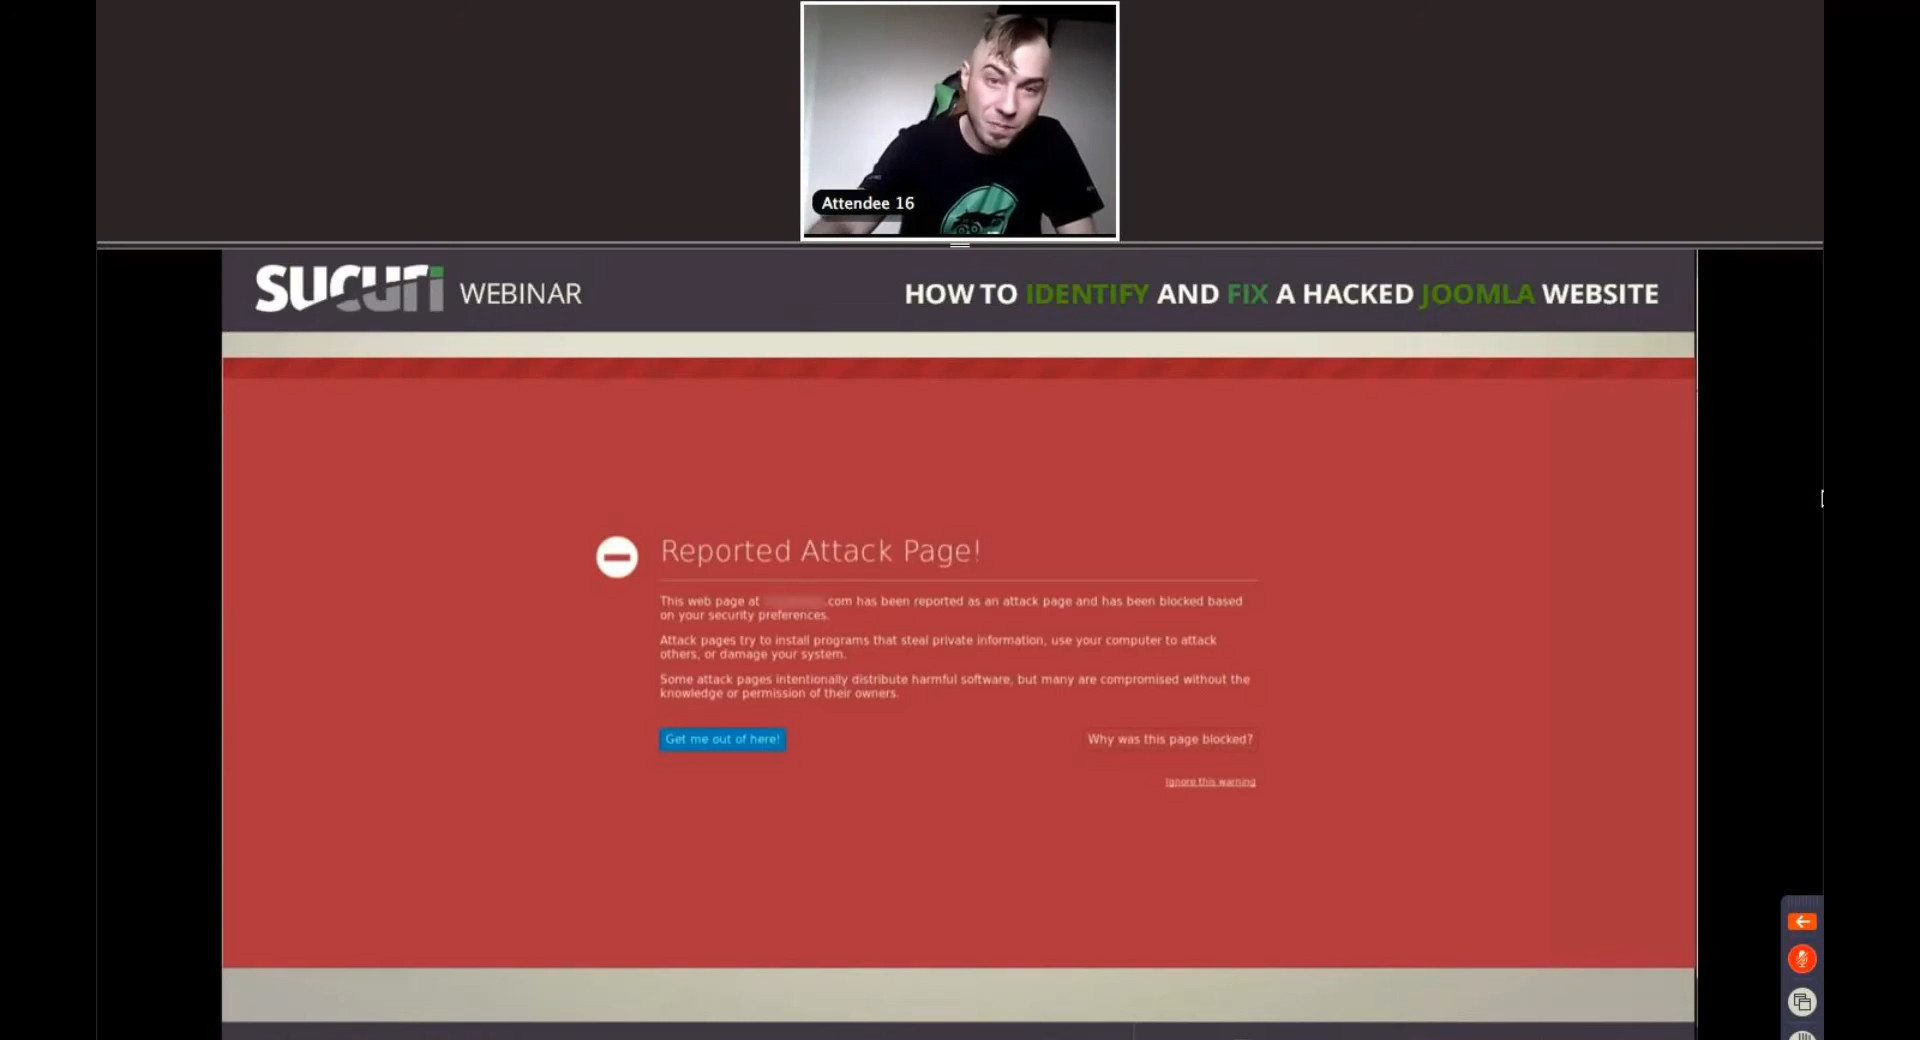 Attendee 16
sucuri WEBINAR
HOW TO IDENTIFY AND FIX A HACKED JOOMLA WEBSITE
Reported Attack Page!
This web page at .com has been reported as an attack page and has been blocked based
on your security preferences.
Attack pages try to install programs that steal private information, use your computer to attack
others, or damage your system.
Some attack pages intentionally distribute harmful software, but many are compromised without the
knowledge or permission of their owners.
Get me out of here!
Why was this page blocked?
Ignore this warning